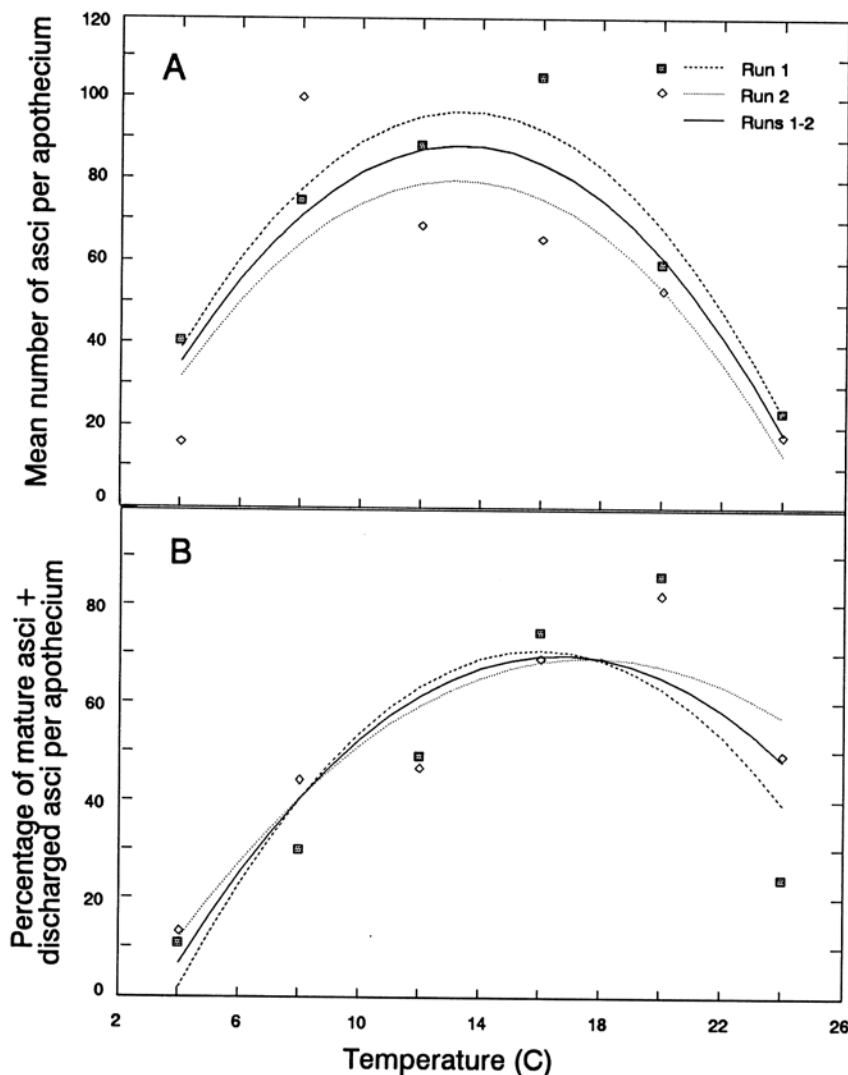 120
100
80
60
40
20
0
Mean number of asci per apothecium
A
Run 1
Run 2
Runs 1-2
B
80
60
40
20
0
Percentage of mature asci +
discharged asci per apothecium
2 6 10 14 18 22 26
Temperature (C)